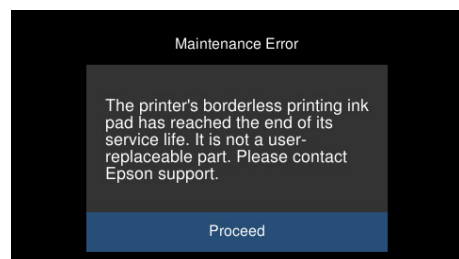 Maintenance Error
The printer's borderless printing ink
pad has reached the end of its
service life. It is not a user-
replaceable part. Please contact
Epson support.
Proceed